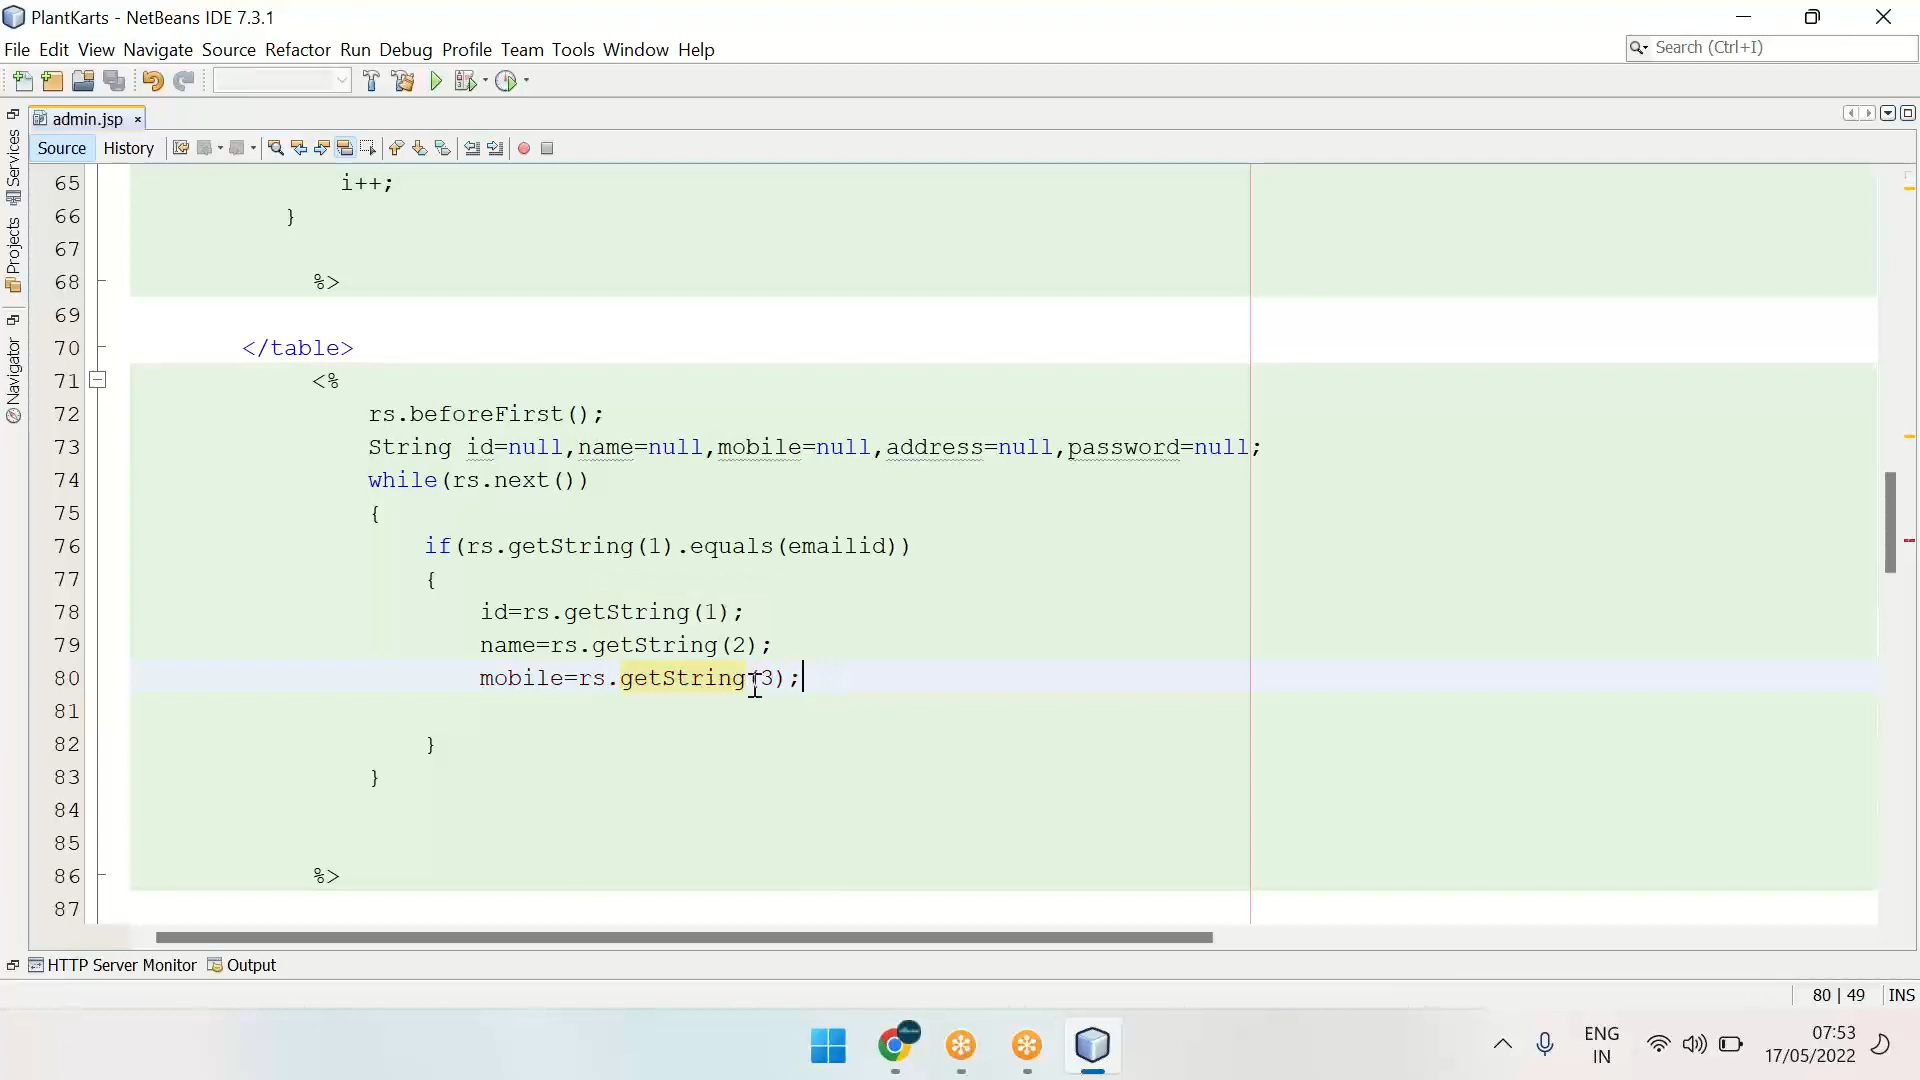 PlantKarts - NetBeans IDE 7.3.1
File Edit View Navigate Source Refactor Run Debug Profile Team Tools Window Help
Search (Ctrl+I)
admin.jsp
Source History
Services
Projects
Navigator
65 i++;
66 }
67
68 %>
69
70 </table>
71 <%
72 rs.beforeFirst();
73 String id=null,name=null,mobile=null,address=null,password=null;
74 while(rs.next())
75 {
76 if(rs.getString(1).equals(emailid))
77 {
78 id=rs.getString(1);
79 name=rs.getString(2);
80 mobile=rs.getString(3);
81
82 }
83 }
84
85
86 %>
87
HTTP Server Monitor Output
80 | 49 INS
ENG
IN
07:53
17/05/2022